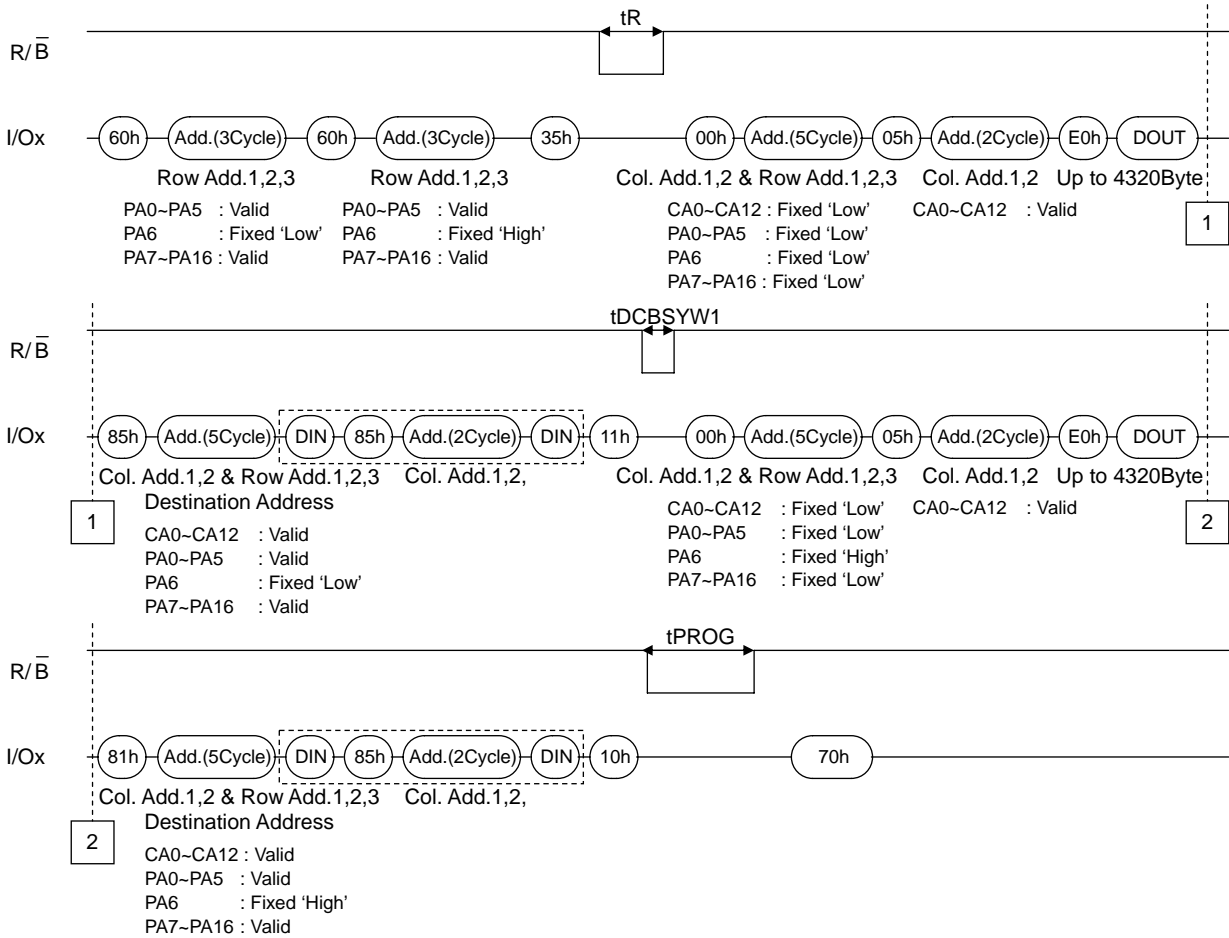 tR
R/B̅
I/Ox 60h Add.(3Cycle) 60h Add.(3Cycle) 35h 00h Add.(5Cycle) 05h Add.(2Cycle) E0h DOUT
Row Add.1,2,3 Row Add.1,2,3 Col. Add.1,2 & Row Add.1,2,3 Col. Add.1,2 Up to 4320Byte
PA0~PA5 : Valid PA0~PA5 : Valid CA0~CA12 : Fixed ‘Low’ CA0~CA12 : Valid
PA6 : Fixed ‘Low’ PA6 : Fixed ‘High’ PA0~PA5 : Fixed ‘Low’
PA7~PA16 : Valid PA7~PA16 : Valid PA6 : Fixed ‘Low’
PA7~PA16 : Fixed ‘Low’
1
tDCBSYW1
R/B̅
I/Ox 85h Add.(5Cycle) DIN 85h Add.(2Cycle) DIN 11h 00h Add.(5Cycle) 05h Add.(2Cycle) E0h DOUT
Col. Add.1,2 & Row Add.1,2,3 Col. Add.1,2, Col. Add.1,2 & Row Add.1,2,3 Col. Add.1,2 Up to 4320Byte
1
Destination Address
CA0~CA12 : Valid
PA0~PA5 : Valid
PA6 : Fixed ‘Low’
PA7~PA16 : Valid
CA0~CA12 : Fixed ‘Low’ CA0~CA12 : Valid
PA0~PA5 : Fixed ‘Low’
PA6 : Fixed ‘High’
PA7~PA16 : Fixed ‘Low’
2
tPROG
R/B̅
I/Ox 81h Add.(5Cycle) DIN 85h Add.(2Cycle) DIN 10h 70h
Col. Add.1,2 & Row Add.1,2,3 Col. Add.1,2,
2
Destination Address
CA0~CA12 : Valid
PA0~PA5 : Valid
PA6 : Fixed ‘High’
PA7~PA16 : Valid